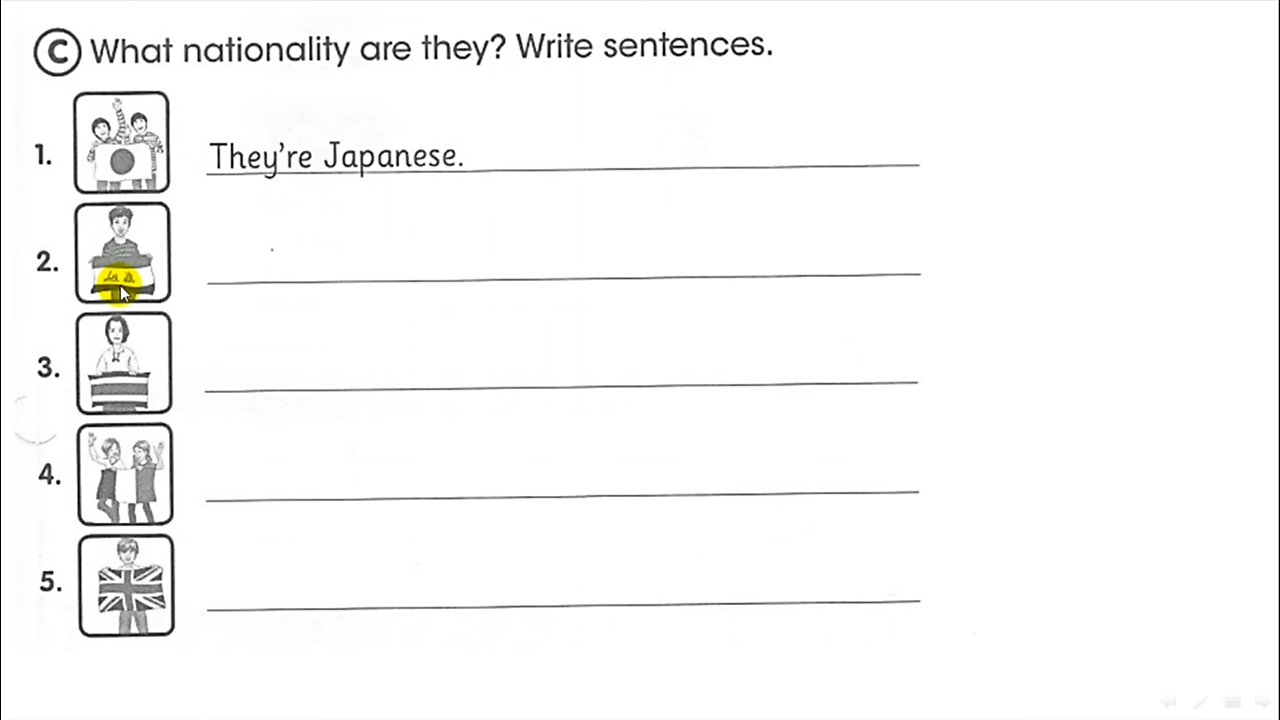 C What nationality are they? Write sentences.
1. They're Japanese.
2.
3.
4.
5.